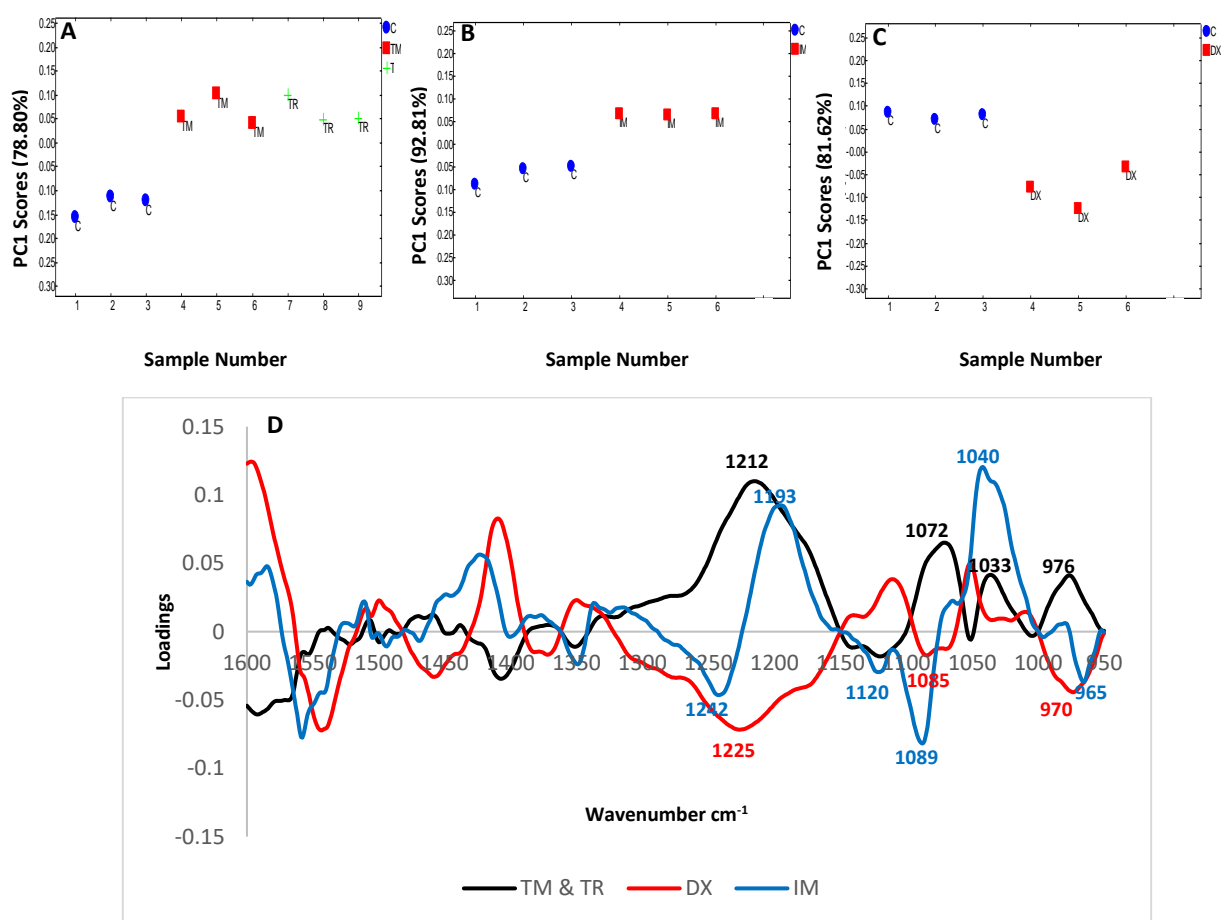 A
PC1 Scores (78.80%)
0.25
0.20
0.15
0.10
0.05
0.00
0.05
0.10
0.15
0.20
0.25
0.30
C
C
C
TM
TM
TM
TR
TR
TR
1 2 3 4 5 6 7 8 9
C
TM
T
Sample Number
B
PC1 Scores (92.81%)
0.25
0.20
0.15
0.10
0.05
0.00
0.05
0.10
0.15
0.20
0.25
0.30
C
C
C
IM
IM
IM
1 2 3 4 5 6
C
IM
Sample Number
C
PC1 Scores (81.62%)
0.25
0.20
0.15
0.10
0.05
-0.00
-0.05
-0.10
-0.15
-0.20
-0.25
-0.30
C
C
C
DX
DX
DX
1 2 3 4 5 6
C
DX
Sample Number
D
Loadings
0.15
0.1
0.05
0
-0.05
-0.1
-0.15
1600 1550 1500 1450 1400 1350 1300 1250 1200 1150 1100 1050 1000 950
1212
1193
1072
1040
1033
976
1242
1225
1120
1089
1085
970
965
Wavenumber cm⁻¹
TM & TR DX IM